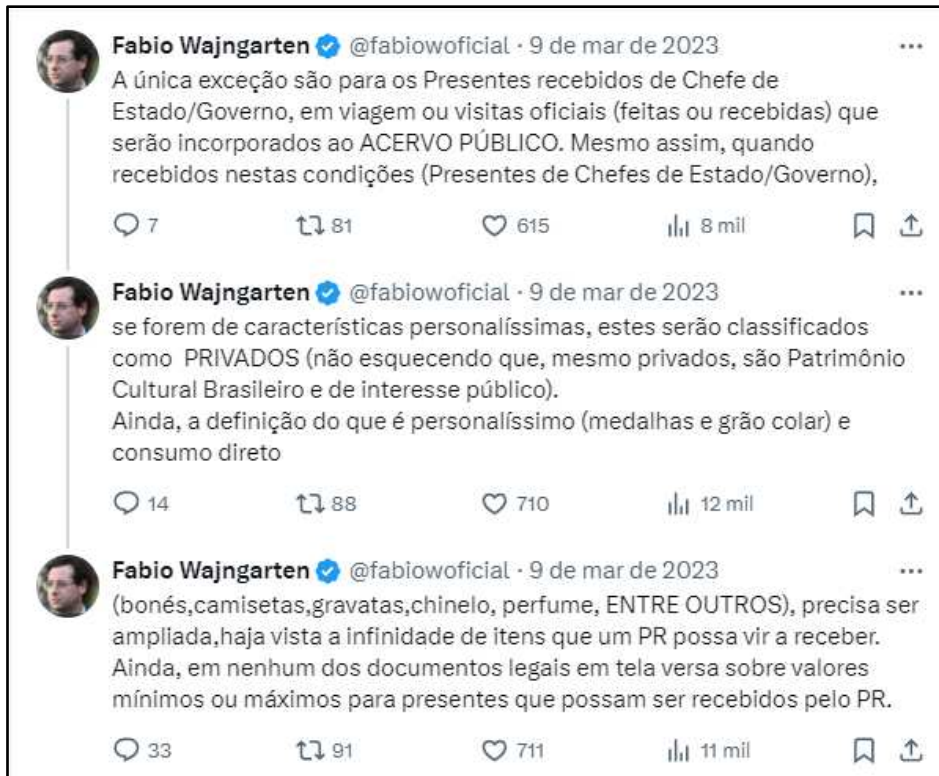 Fabio Wajngarten @fabiowoficial · 9 de mar de 2023
A única exceção são para os Presentes recebidos de Chefe de
Estado/Governo, em viagem ou visitas oficiais (feitas ou recebidas) que
serão incorporados ao ACERVO PÚBLICO. Mesmo assim, quando
recebidos nestas condições (Presentes de Chefes de Estado/Governo),
7 81 615 8 mil
Fabio Wajngarten @fabiowoficial · 9 de mar de 2023
se forem de características personalíssimas, estes serão classificados
como PRIVADOS (não esquecendo que, mesmo privados, são Patrimônio
Cultural Brasileiro e de interesse público).
Ainda, a definição do que é personalíssimo (medalhas e grão colar) e
consumo direto
14 88 710 12 mil
Fabio Wajngarten @fabiowoficial · 9 de mar de 2023
(bonés,camisetas,gravatas,chinelo, perfume, ENTRE OUTROS), precisa ser
ampliada,haja vista a infinidade de itens que um PR possa vir a receber.
Ainda, em nenhum dos documentos legais em tela versa sobre valores
mínimos ou máximos para presentes que possam ser recebidos pelo PR.
33 91 711 11 mil